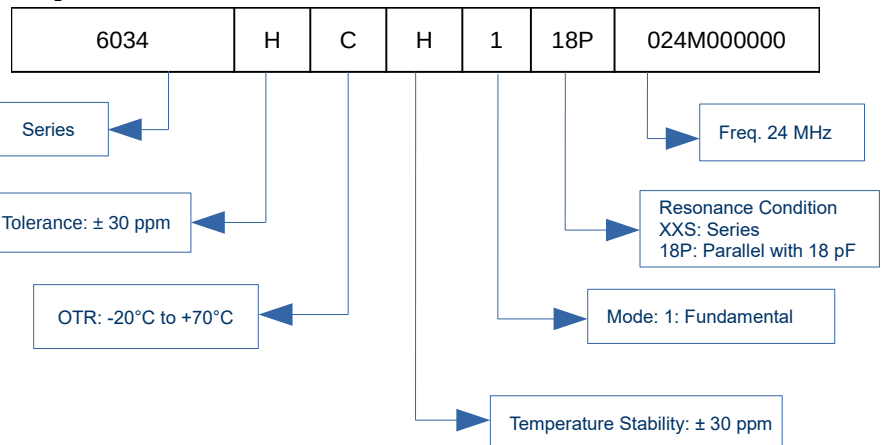 6034 H C H 1 18P 024M000000
Series
Freq. 24 MHz
Tolerance: ± 30 ppm
Resonance Condition
XXS: Series
18P: Parallel with 18 pF
OTR: -20°C to +70°C
Mode: 1: Fundamental
Temperature Stability: ± 30 ppm